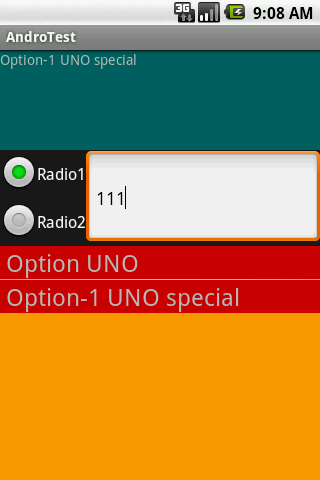 3G 9:08 AM
AndroTest
Option-1 UNO special
Radio1
111
Radio2
Option UNO
Option-1 UNO special